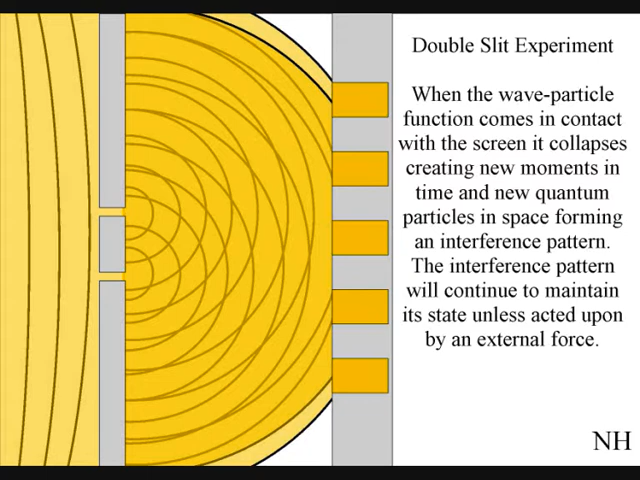 Double Slit Experiment
When the wave-particle
function comes in contact
with the screen it collapses
creating new moments in
time and new quantum
particles in space forming
an interference pattern.
The interference pattern
will continue to maintain
its state unless acted upon
by an external force.
NH